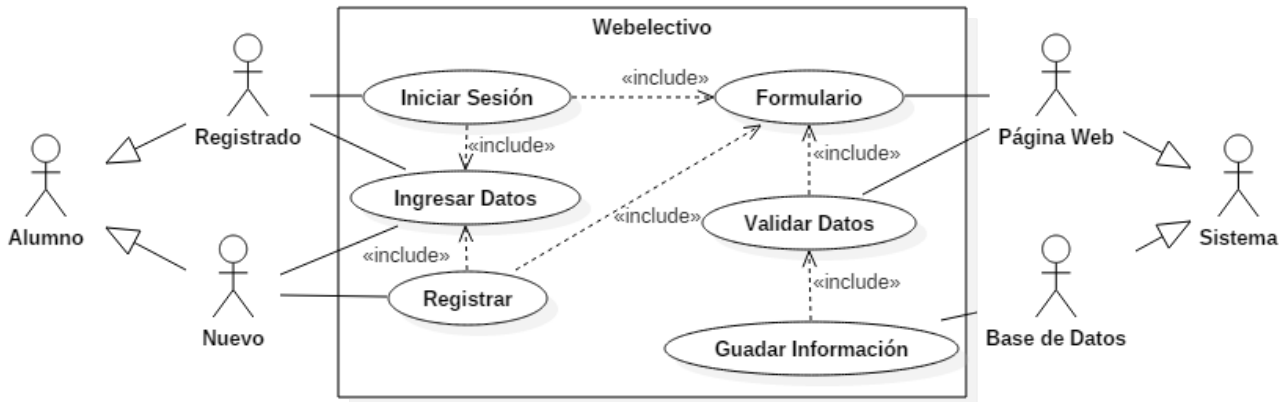 Webelectivo
Iniciar Sesión
«include»
Formulario
Registrado
Página Web
«include»
«include»
Alumno
Ingresar Datos
«include»
Validar Datos
Sistema
«include»
Registrar
«include»
Nuevo
Guadar Información
Base de Datos